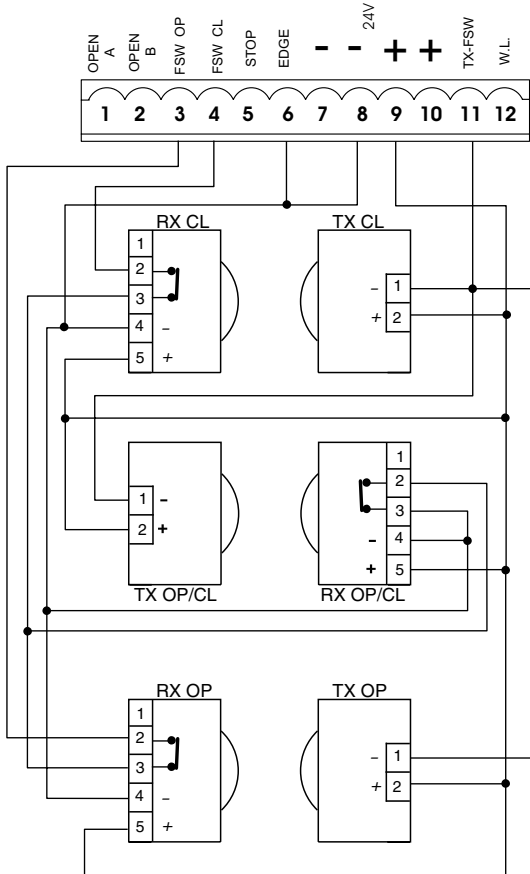 OPEN A
OPEN B
FSW OP
FSW CL
STOP
EDGE
-
- 24V
+
+
TX-FSW
W.L.
1 2 3 4 5 6 7 8 9 10 11 12
RX CL
1
2
3
4 -
5 +
TX CL
- 1
+ 2
1 -
2 +
TX OP/CL
1
2
3
- 4
+ 5
RX OP/CL
RX OP
1
2
3
4 -
5 +
TX OP
- 1
+ 2